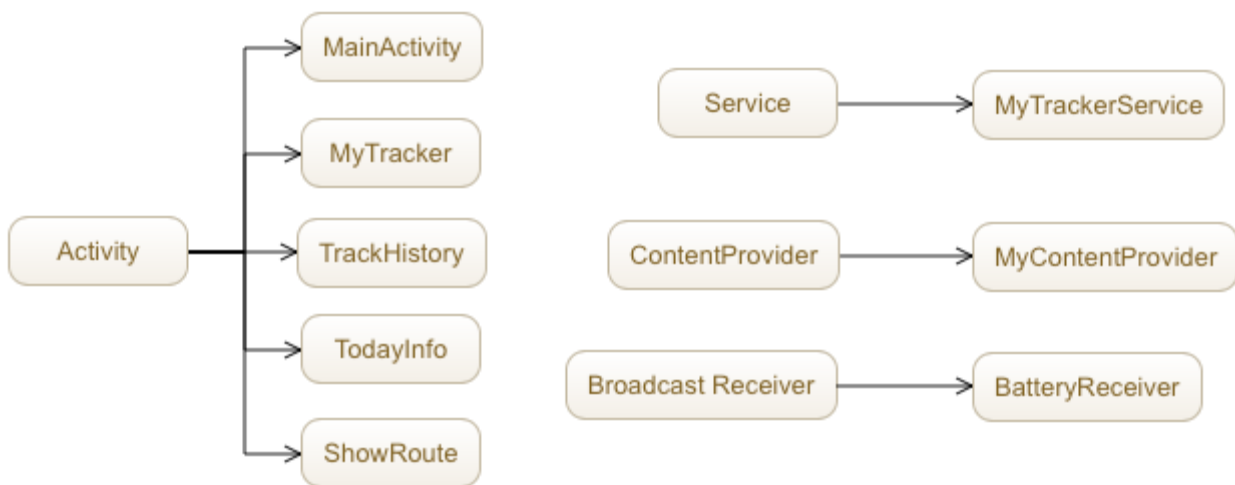 Activity
MainActivity
MyTracker
TrackHistory
TodayInfo
ShowRoute
Service
MyTrackerService
ContentProvider
MyContentProvider
Broadcast Receiver
BatteryReceiver